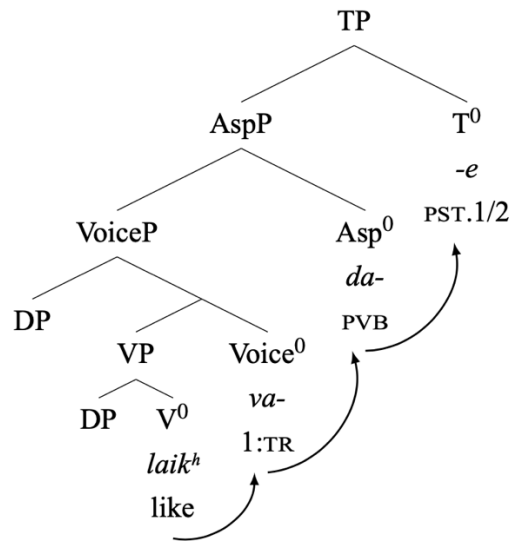 TP
AspP T⁰
-e
PST.1/2
VoiceP Asp⁰
da-
PVB
DP
VP Voice⁰
va-
1:TR
DP V⁰
laikʰ
like